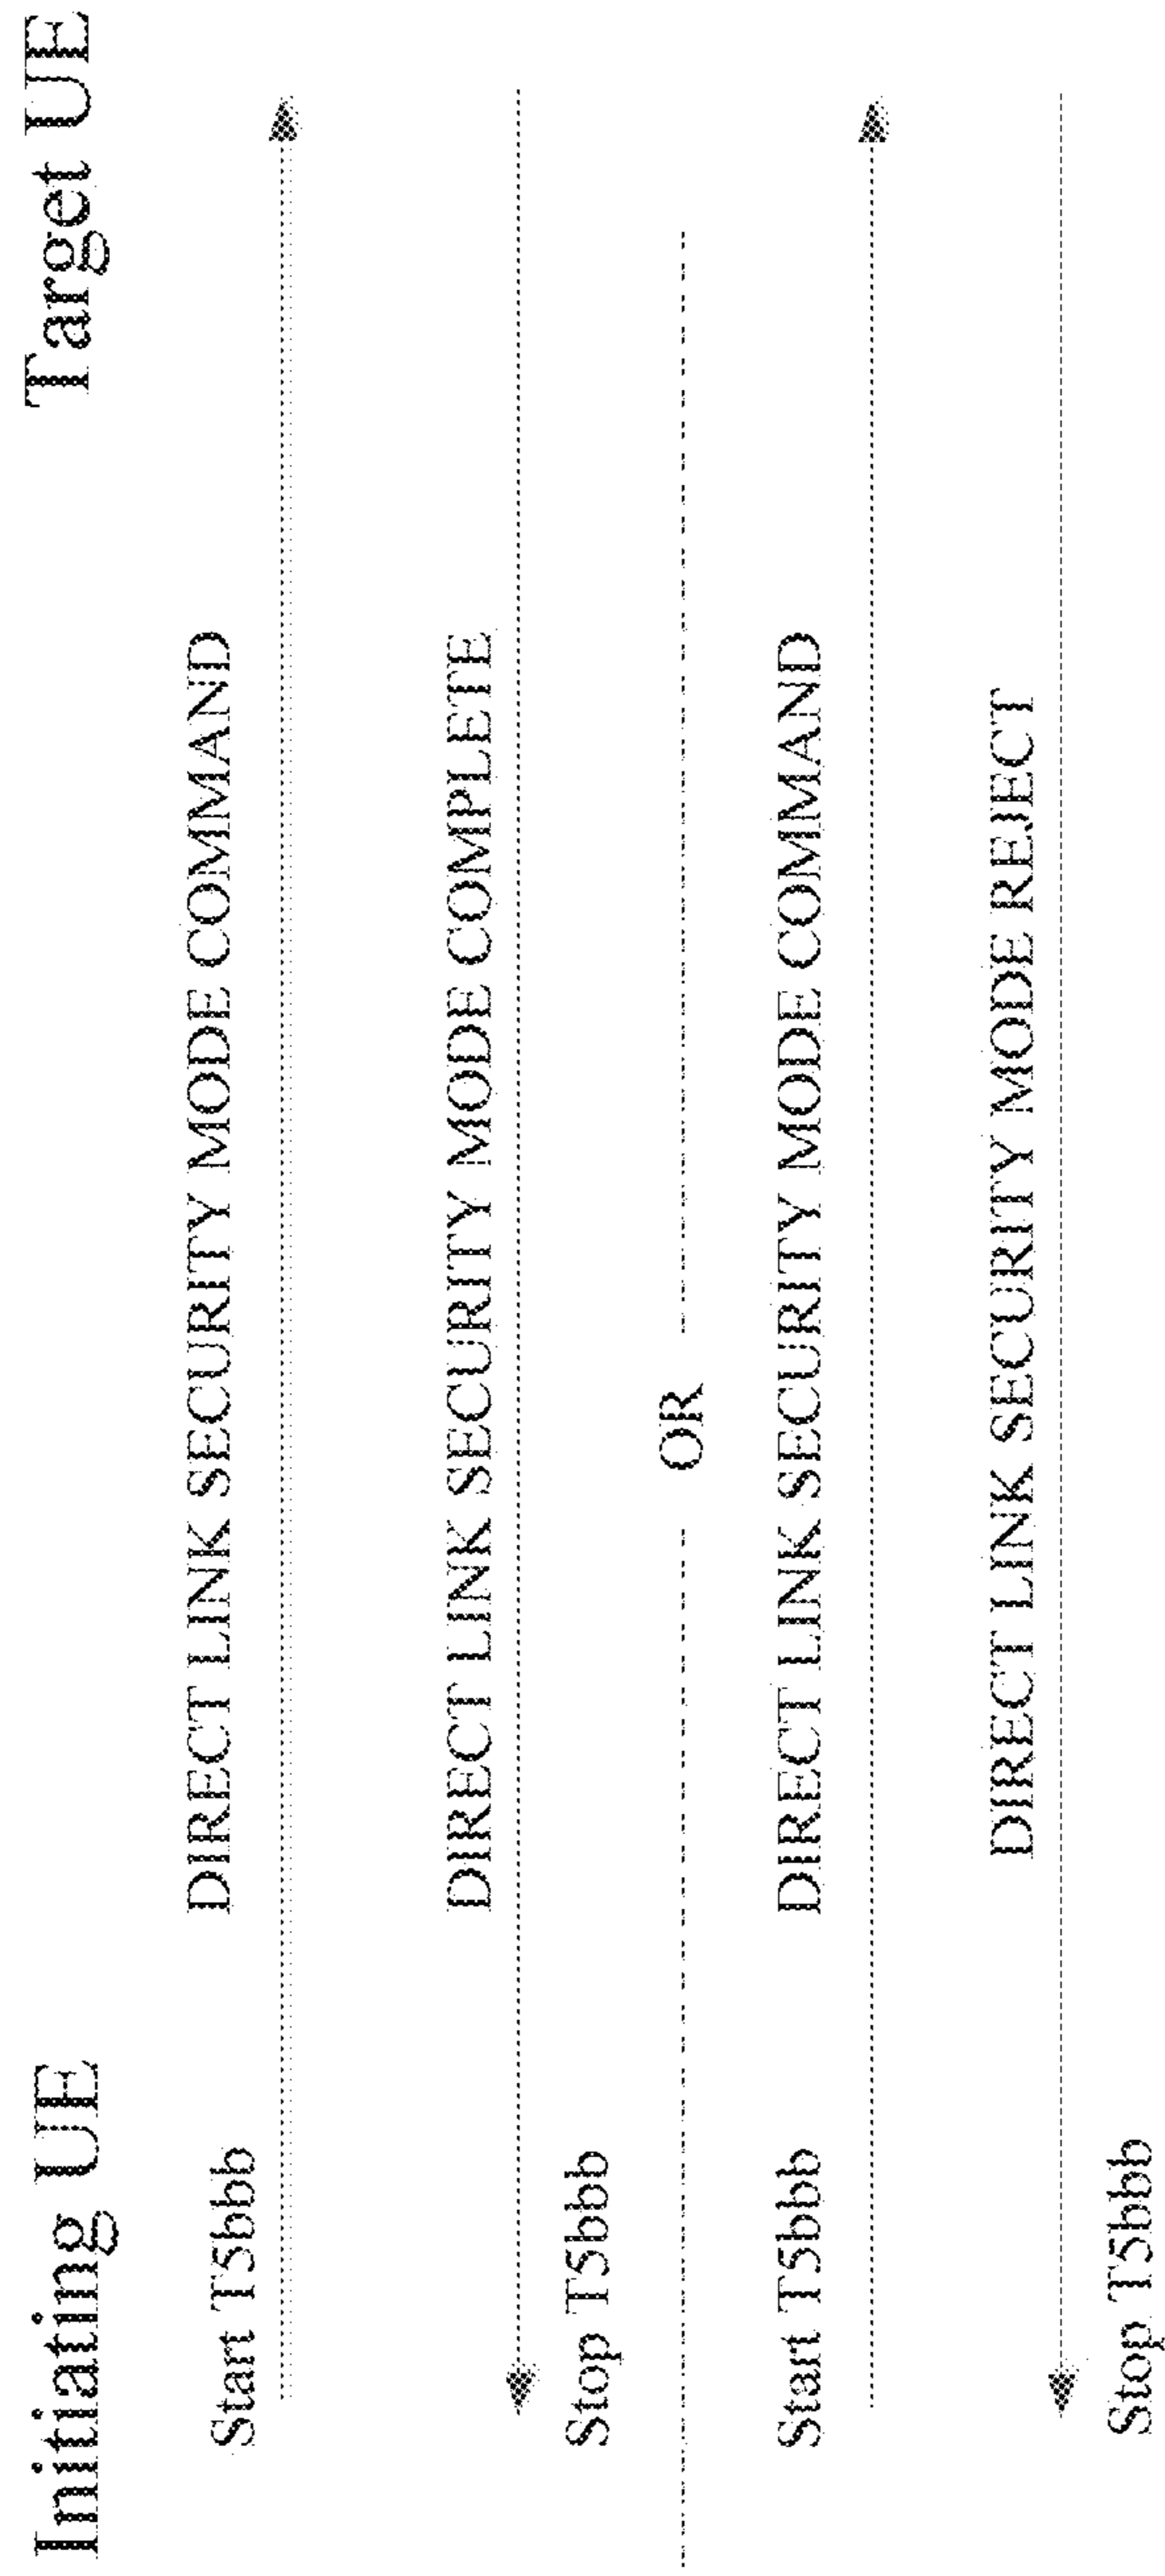 Initiating UE
Target UE
DIRECT LINK SECURITY MODE COMMAND
Start T5bbb
DIRECT LINK SECURITY MODE COMPLETE
Stop T5bbb
OR
DIRECT LINK SECURITY MODE COMMAND
Start T5bbb
DIRECT LINK SECURITY MODE REJECT
Stop T5bbb